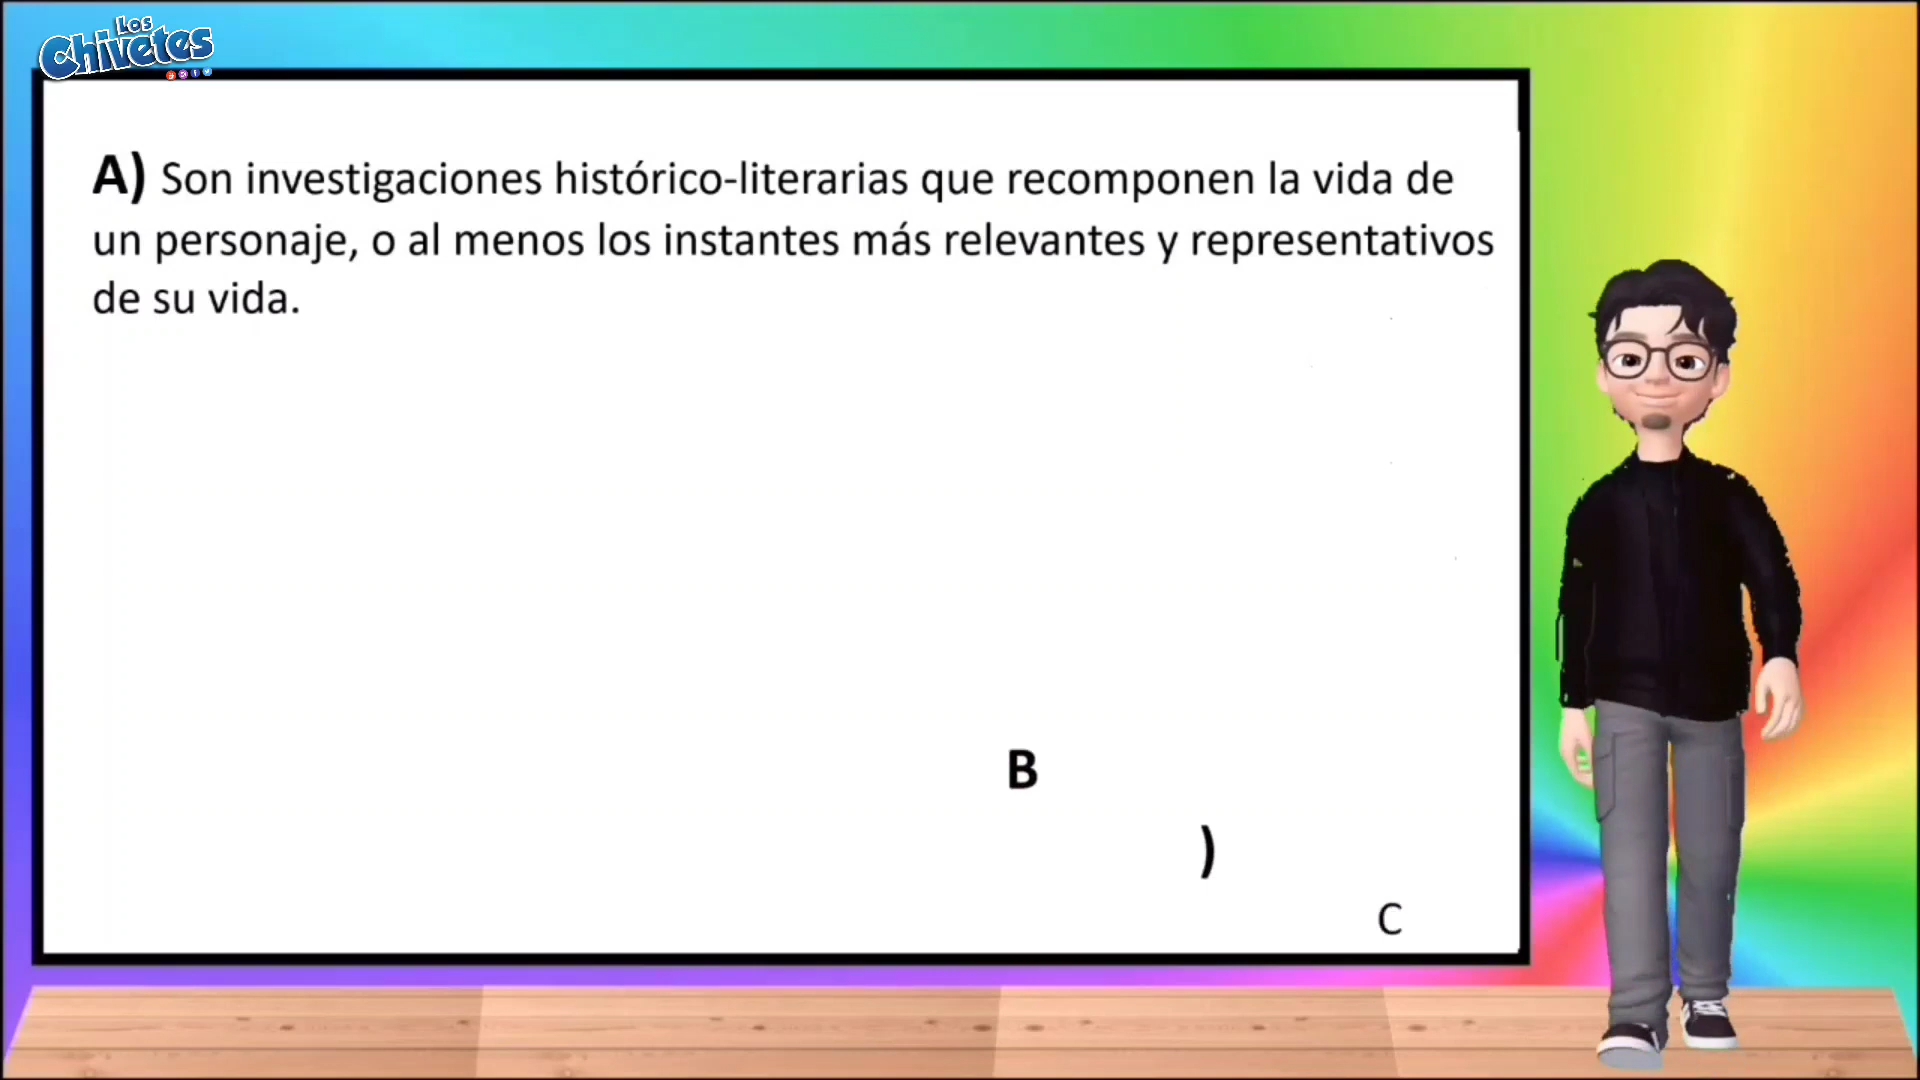 Los
Chivetes
A) Son investigaciones histórico-literarias que recomponen la vida de
un personaje, o al menos los instantes más relevantes y representativos
de su vida.
B
)
C